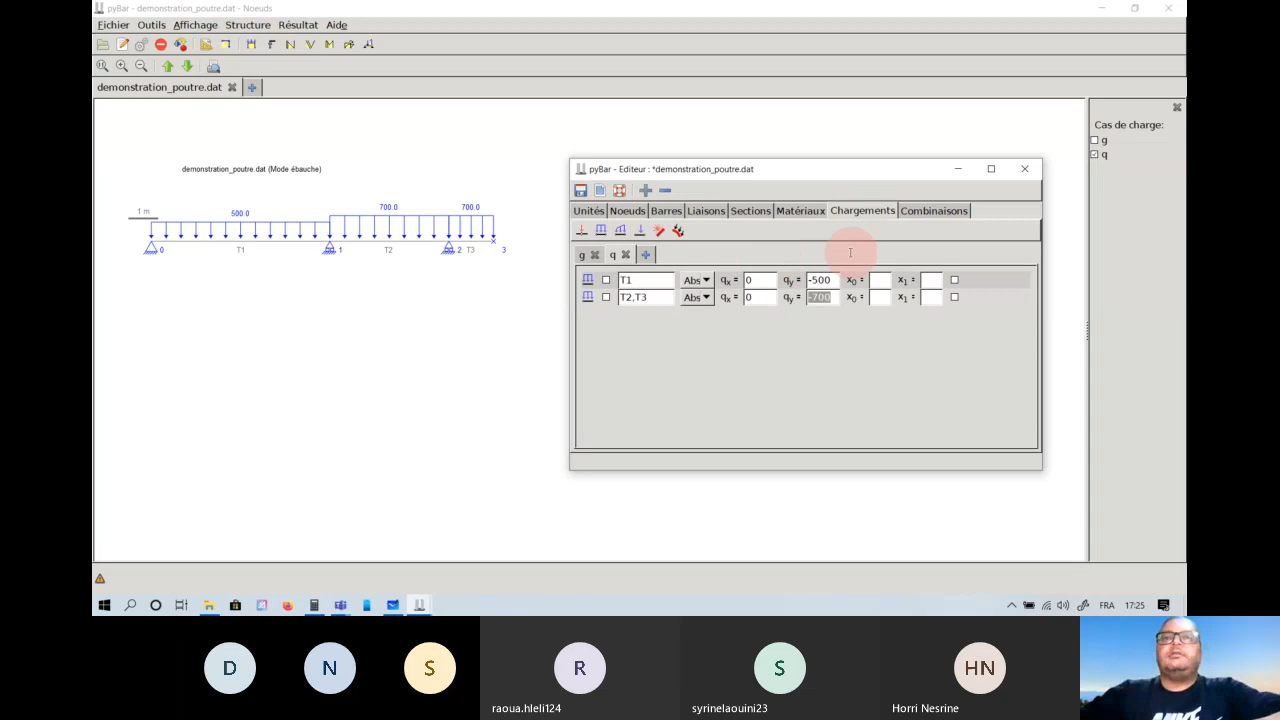 pyBar - demonstration_poutre.dat - Noeuds
Fichier Outils Affichage Structure Résultat Aide
demonstration_poutre.dat
Cas de charge:
g
q
demonstration_poutre.dat (Mode ébauche)
1 m
500.0
700.0
700.0
0
T1
1
T2
2
T3
3
pyBar - Editeur : *demonstration_poutre.dat
Unités Noeuds Barres Liaisons Sections Matériaux Chargements Combinaisons
g q
T1 Abs qx = 0 qy = -500 x0 = x1 =
T2,T3 Abs qx = 0 qy = -700 x0 = x1 =
FRA 17:25
D N S R S HN
raoua.hleli124 syrinelaouini23 Horri Nesrine